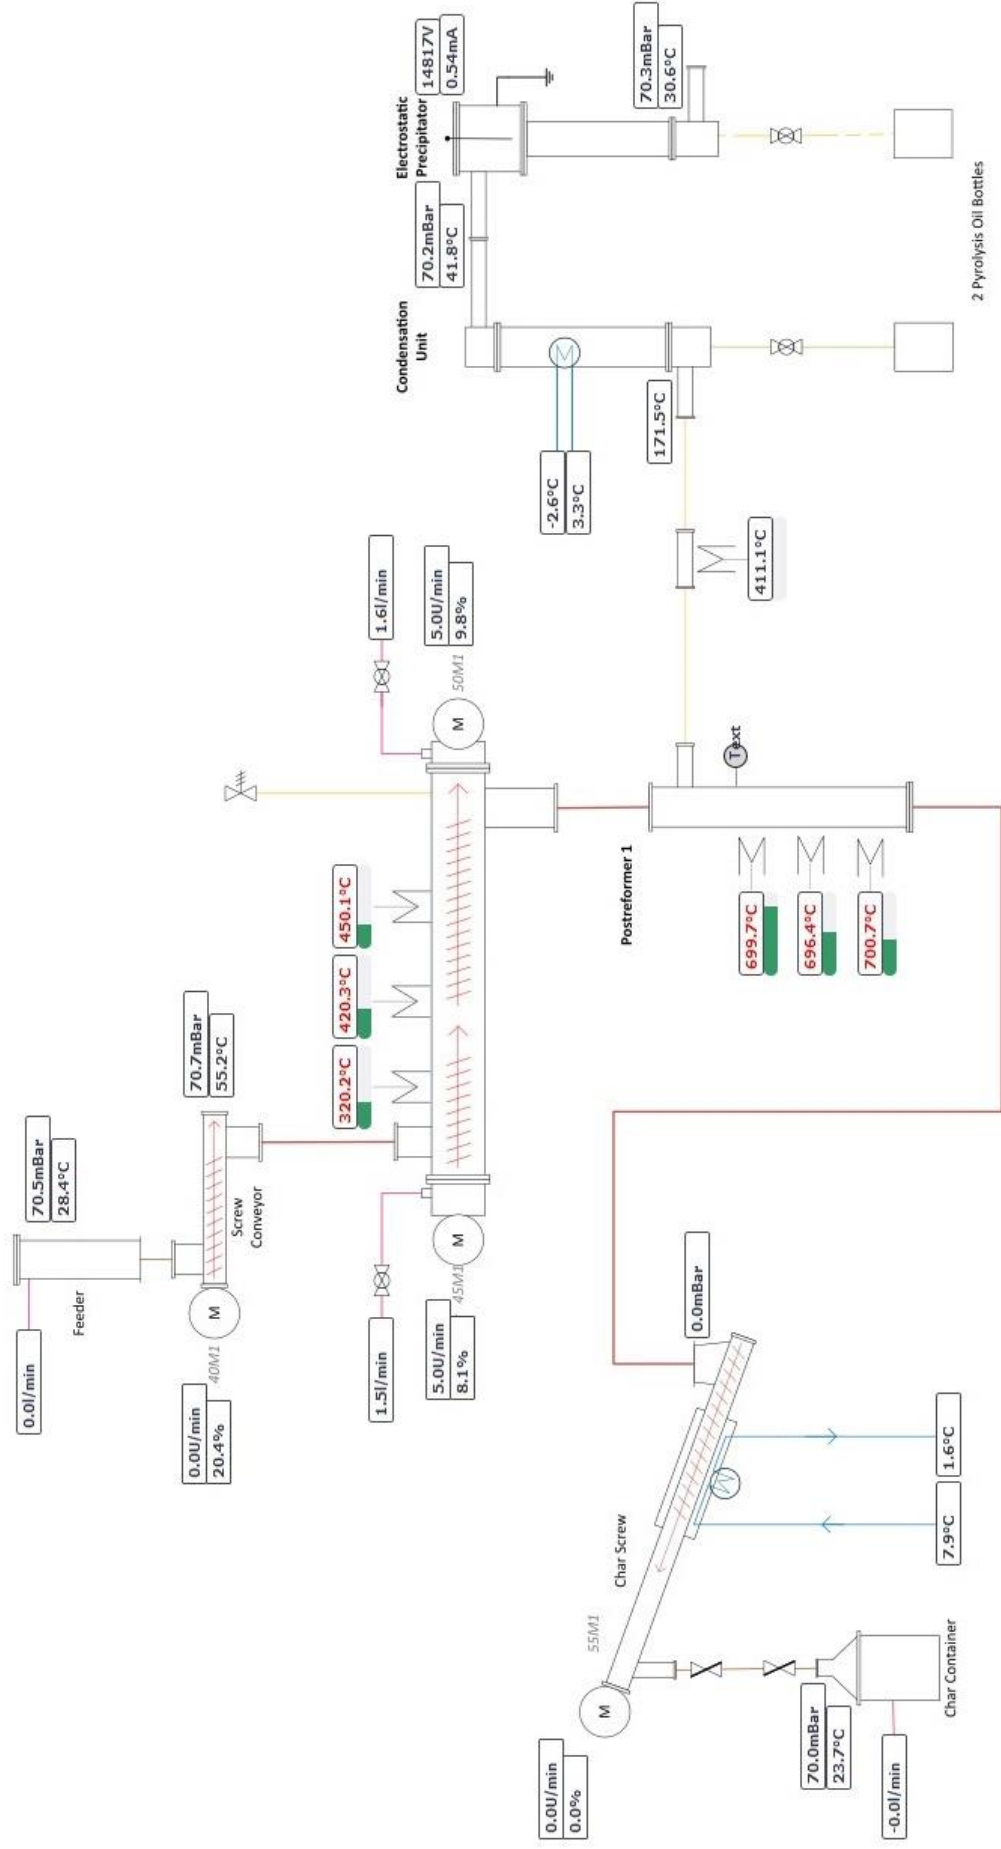 0.0l/min
Feeder
70.5mBar
28.4°C
0.0U/min
20.4%
40M1
M
Screw
Conveyor
70.7mBar
55.2°C
1.5l/min
5.0U/min
8.1%
45M1
M
320.2°C
420.3°C
450.1°C
M
50M1
1.6l/min
5.0U/min
9.8%
Condensation
Unit
70.2mBar
41.8°C
Electrostatic
Precipitator
14817V
0.54mA
-2.6°C
3.3°C
171.5°C
70.3mBar
30.6°C
411.1°C
2 Pyrolysis Oil Bottles
Postreformer 1
Text
699.7°C
696.4°C
700.7°C
0.0U/min
0.0%
M
55M1
Char Screw
0.0mBar
70.0mBar
23.7°C
-0.0l/min
Char Container
7.9°C
1.6°C